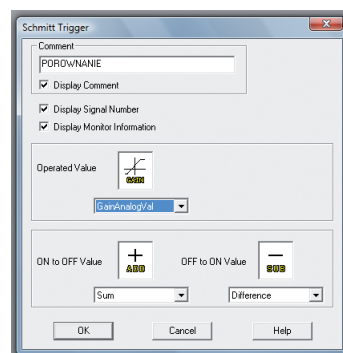 Schmitt Trigger
Comment
POROWNANIE
Display Comment
Display Signal Number
Display Monitor Information
Operated Value
GAIN
GainAnalogVal
ON to OFF Value
ADD
OFF to ON Value
SUB
Sum
Difference
OK
Cancel
Help